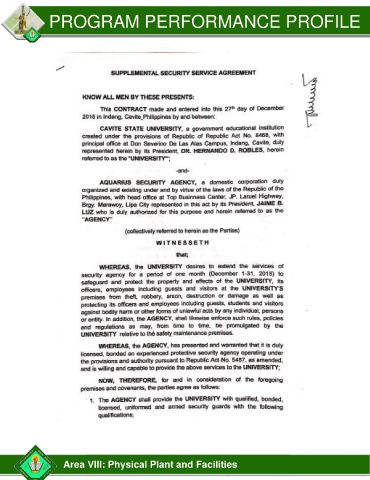 PROGRAM PERFORMANCE PROFILE
SUPPLEMENTAL SECURITY SERVICE AGREEMENT
KNOW ALL MEN BY THESE PRESENTS:
This CONTRACT made and entered into this 27th day of December
2018 in Indang, Cavite, Philippines by and between:
CAVITE STATE UNIVERSITY, a government educational institution
created under the provisions of Republic of Republic Act No. 8468, with
principal office at Don Severino De Las Alas Campus, Indang, Cavite, duly
represented herein by its President, DR. HERNANDO D. ROBLES, herein
referred to as the "UNIVERSITY";
-and-
AQUARIUS SECURITY AGENCY, a domestic corporation duly
organized and existing under and by virtue of the laws of the Republic of the
Philippines, with head office at Top Business Center, JP. Laruel Highway,
Brgy. Marawoy, Lipa City represented in this act by its President, JAIME B.
LUZ who is duly authorized for this purpose and herein referred to as the
"AGENCY"
(collectively referred to herein as the Parties)
W I T N E S S E T H
that;
WHEREAS, the UNIVERSITY desires to extend the services of
security agency for a period of one month (December 1-31, 2018) to
safeguard and protect the property and effects of the UNIVERSITY, its
officers, employees including guests and visitors at the UNIVERSITY'S
premises from theft, robbery, arson, destruction or damage as well as
protecting its officers and employees including guests, students and visitors
against bodily harm or other forms of unlawful acts by any individual, persons
or entity. In addition, the AGENCY, shall likewise enforce such rules, policies
and regulations as may, from time to time, be promulgated by the
UNIVERSITY relative to the safety maintenance premises.
WHEREAS, the AGENCY, has presented and warranted that it is duly
licensed, bonded an experienced protective security agency operating under
the provisions and authority pursuant to Republic Act No. 5487, as amended,
and is willing and capable to provide the above services to the UNIVERSITY;
NOW, THEREFORE, for and in consideration of the foregoing
premises and covenants, the parties agree as follows:
1. The AGENCY shall provide the UNIVERSITY with qualified, bonded,
licensed, uniformed and armed security guards with the following
qualifications;
Area VIII: Physical Plant and Facilities